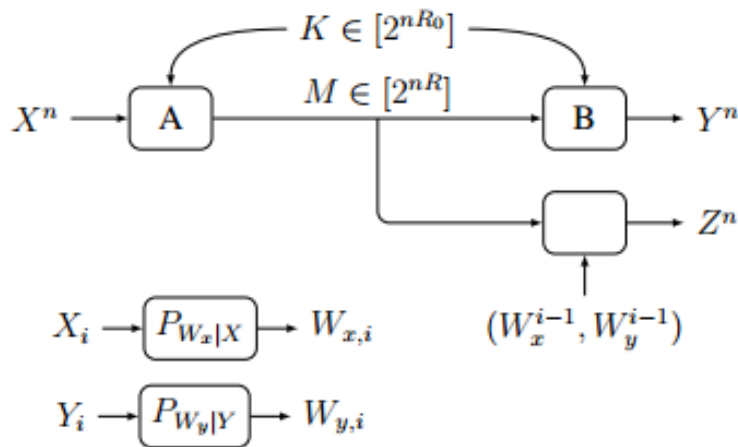 K ∈ [2^{nR_0}]
M ∈ [2^{nR}]
X^n A B Y^n
Z^n
X_i P_{W_x|X} W_{x,i} (W_x^{i-1}, W_y^{i-1})
Y_i P_{W_y|Y} W_{y,i}